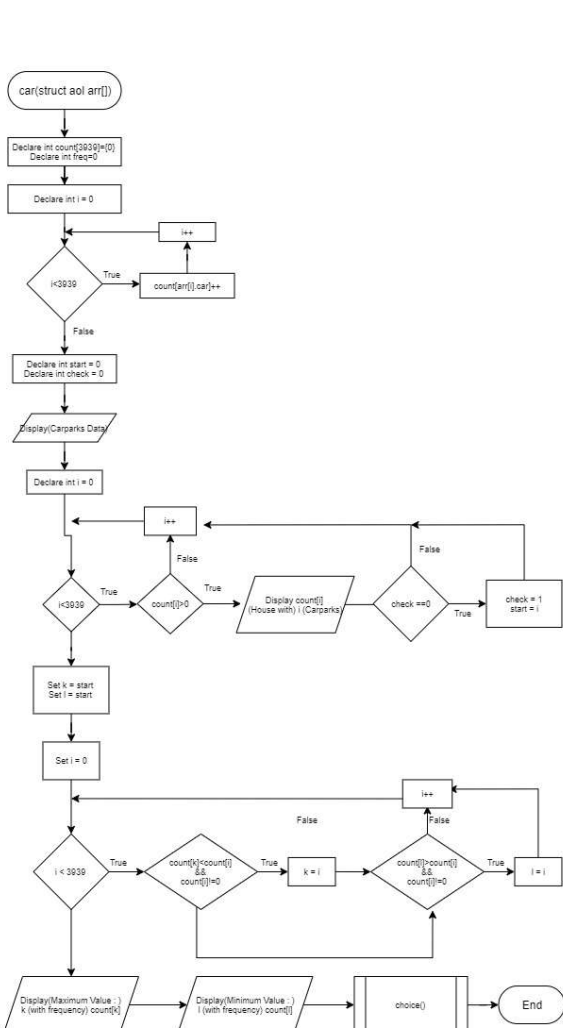 car(struct aol arr[])
Declare int count[3939]={0}
Declare int freq=0
Declare int i = 0
i++
i<3939
True
count[arr[i].car]++
False
Declare int start = 0
Declare int check = 0
Display(Carparks Data)
Declare int i = 0
i++
False
False
i<3939
True
count[i]>0
True
Display count[i]
(House with) i (Carparks)
check ==0
True
check = 1
start = i
Set k = start
Set l = start
Set i = 0
i++
False
False
i < 3939
True
count[k]<count[i]
&&
count[i]!=0
True
k = i
count[l]>count[i]
&&
count[i]!=0
True
l = i
Display(Maximum Value : )
k (with frequency) count[k]
Display(Minimum Value : )
l (with frequency) count[l]
choice()
End